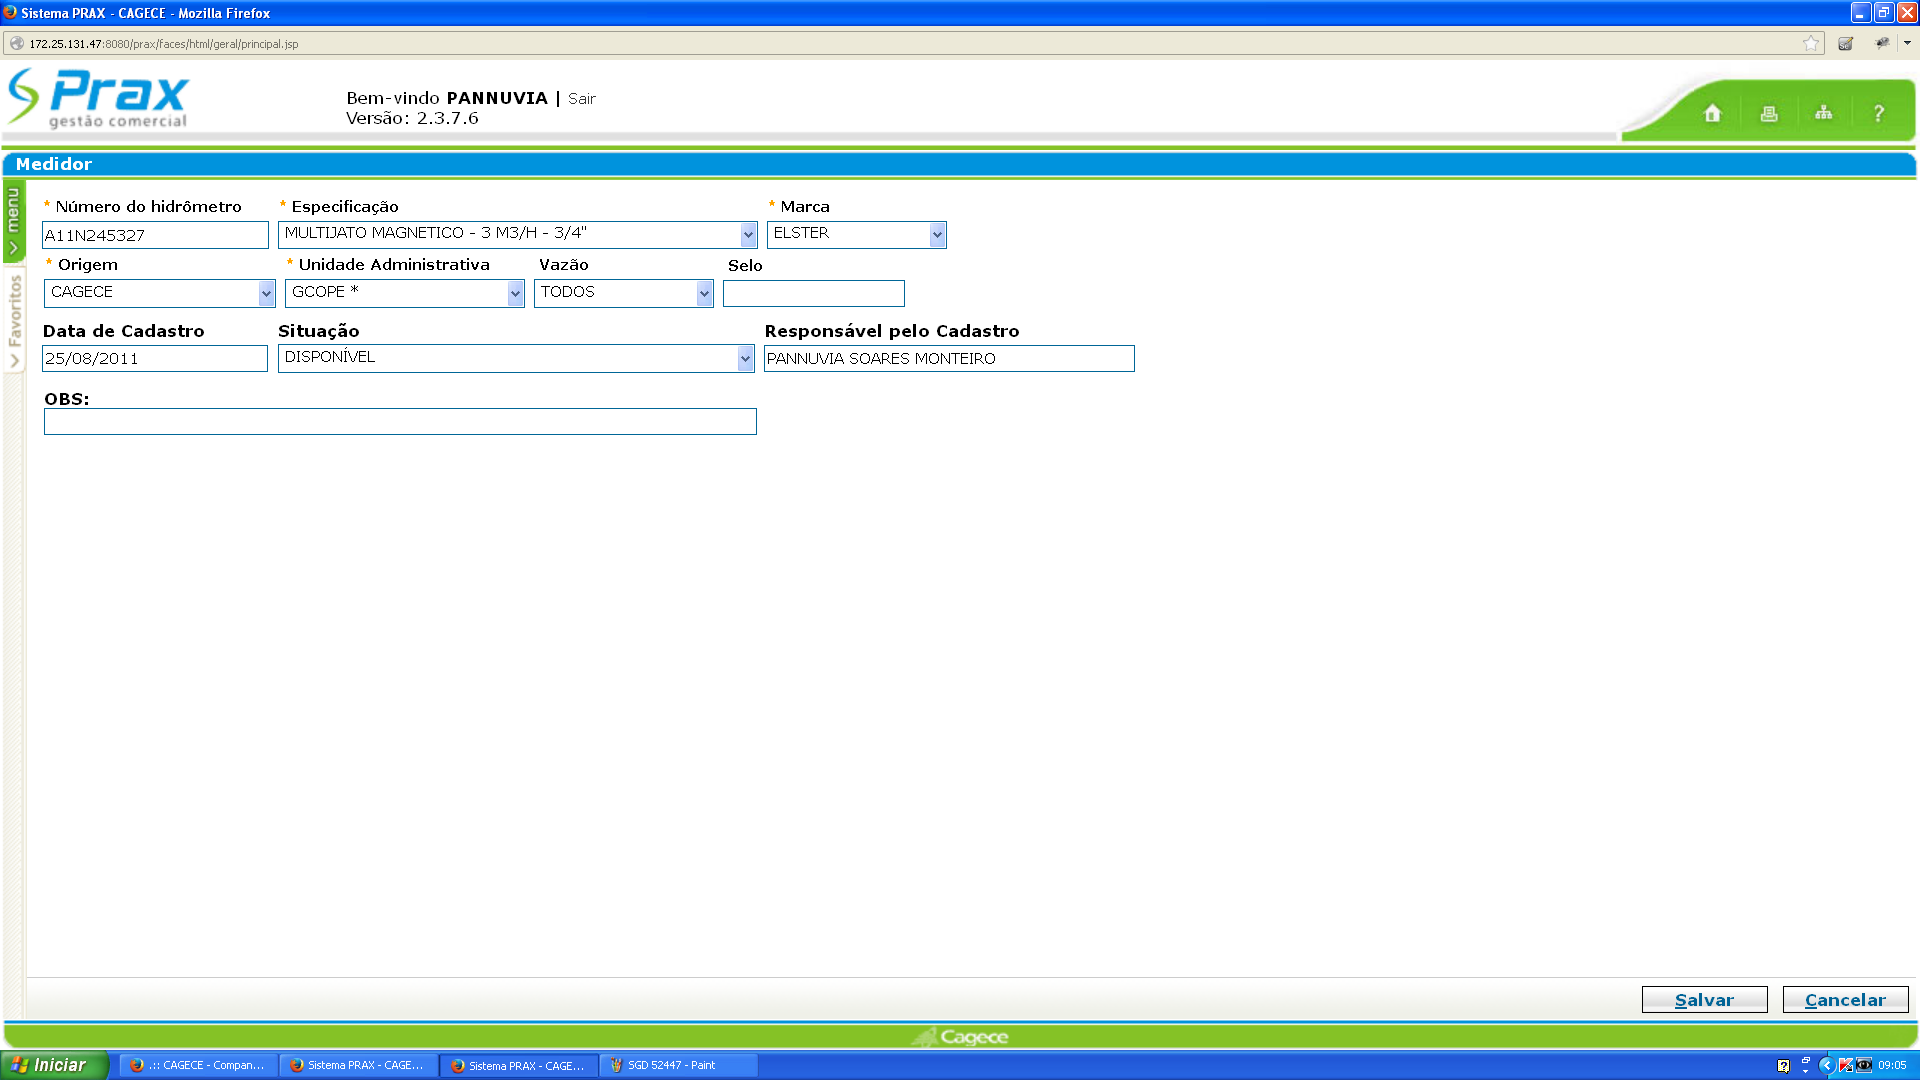 Sistema PRAX - CAGECE - Mozilla Firefox
172.25.131.47:8080/prax/faces/html/geral/principal.jsp
Prax
gestão comercial
Bem-vindo PANNUVIA | Sair
Versão: 2.3.7.6
?
Medidor
menu
Favoritos
* Número do hidrômetro * Especificação * Marca
A11N245327 MULTIJATO MAGNETICO - 3 M3/H - 3/4" ELSTER
* Origem * Unidade Administrativa Vazão Selo
CAGECE GCOPE * TODOS
Data de Cadastro Situação Responsável pelo Cadastro
25/08/2011 DISPONÍVEL PANNUVIA SOARES MONTEIRO
OBS:
Salvar Cancelar
Cagece
Iniciar .:: CAGECE - Compan... Sistema PRAX - CAGE... Sistema PRAX - CAGE... SGD 52447 - Paint 09:05